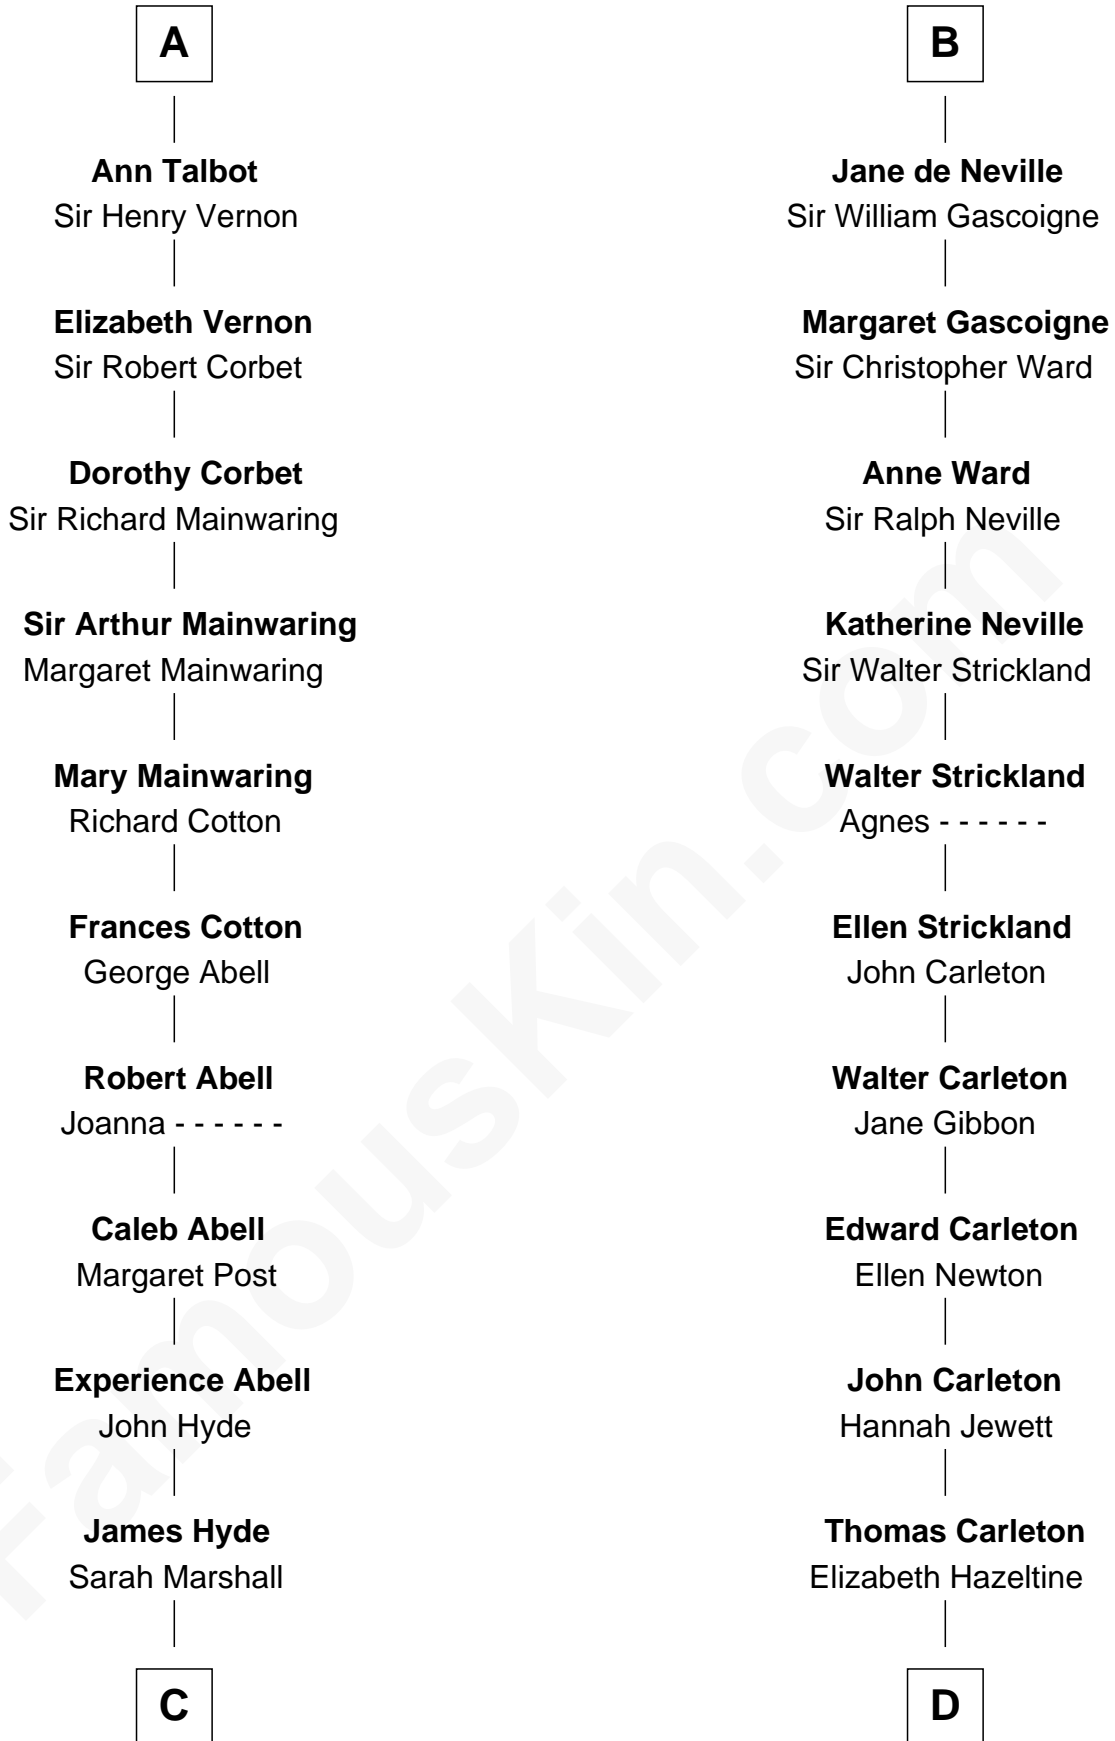 A
Ann Talbot
Sir Henry Vernon
Elizabeth Vernon
Sir Robert Corbet
Dorothy Corbet
Sir Richard Mainwaring
Sir Arthur Mainwaring
Margaret Mainwaring
Mary Mainwaring
Richard Cotton
Frances Cotton
George Abell
Robert Abell
Joanna - - - - - -
Caleb Abell
Margaret Post
Experience Abell
John Hyde
James Hyde
Sarah Marshall
C
B
Jane de Neville
Sir William Gascoigne
Margaret Gascoigne
Sir Christopher Ward
Anne Ward
Sir Ralph Neville
Katherine Neville
Sir Walter Strickland
Walter Strickland
Agnes - - - - - -
Ellen Strickland
John Carleton
Walter Carleton
Jane Gibbon
Edward Carleton
Ellen Newton
John Carleton
Hannah Jewett
Thomas Carleton
Elizabeth Hazeltine
D
FamousKin.com